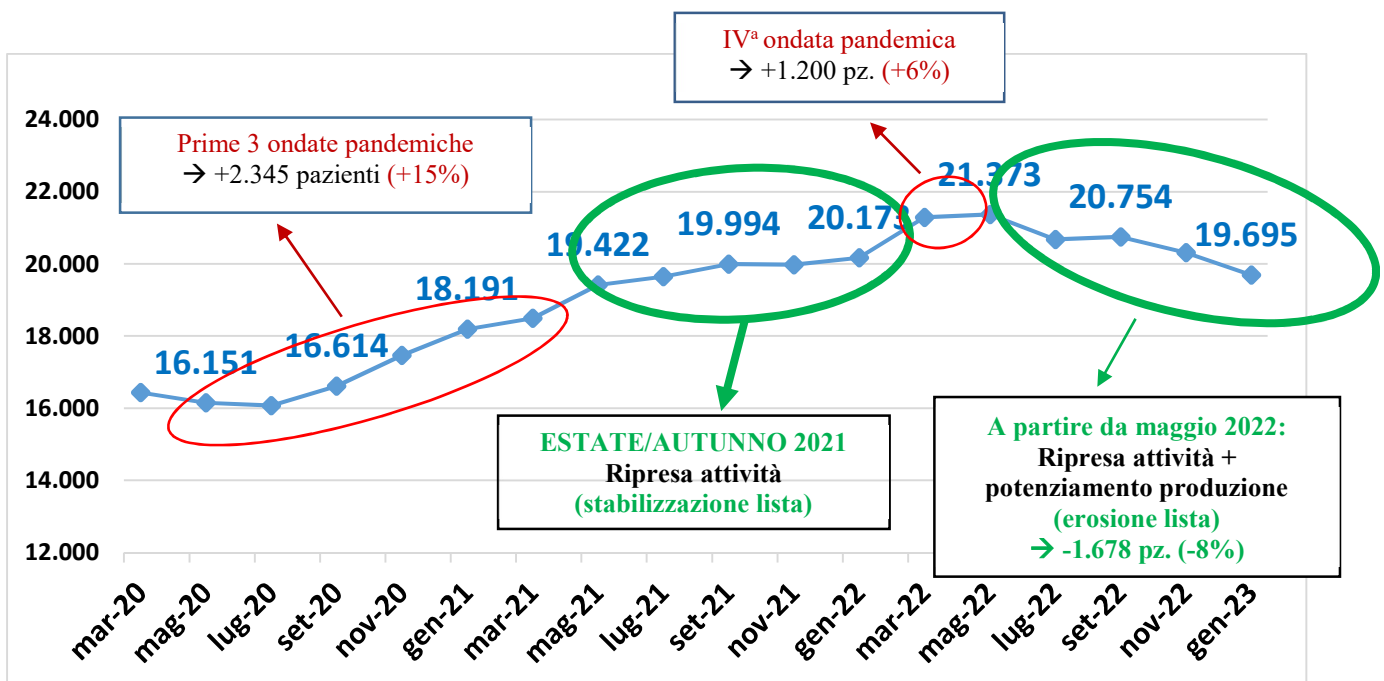 IVª ondata pandemica
→ +1.200 pz. (+6%)
Prime 3 ondate pandemiche
→ +2.345 pazienti (+15%)
24.000
22.000
20.000
18.000
16.000
14.000
12.000
16.151
16.614
18.191
19.422
19.994
20.173
21.373
20.754
19.695
ESTATE/AUTUNNO 2021
Ripresa attività
(stabilizzazione lista)
A partire da maggio 2022:
Ripresa attività +
potenziamento produzione
(erosione lista)
→ -1.678 pz. (-8%)
mar-20
mag-20
lug-20
set-20
nov-20
gen-21
mar-21
mag-21
lug-21
set-21
nov-21
gen-22
mar-22
mag-22
lug-22
set-22
nov-22
gen-23